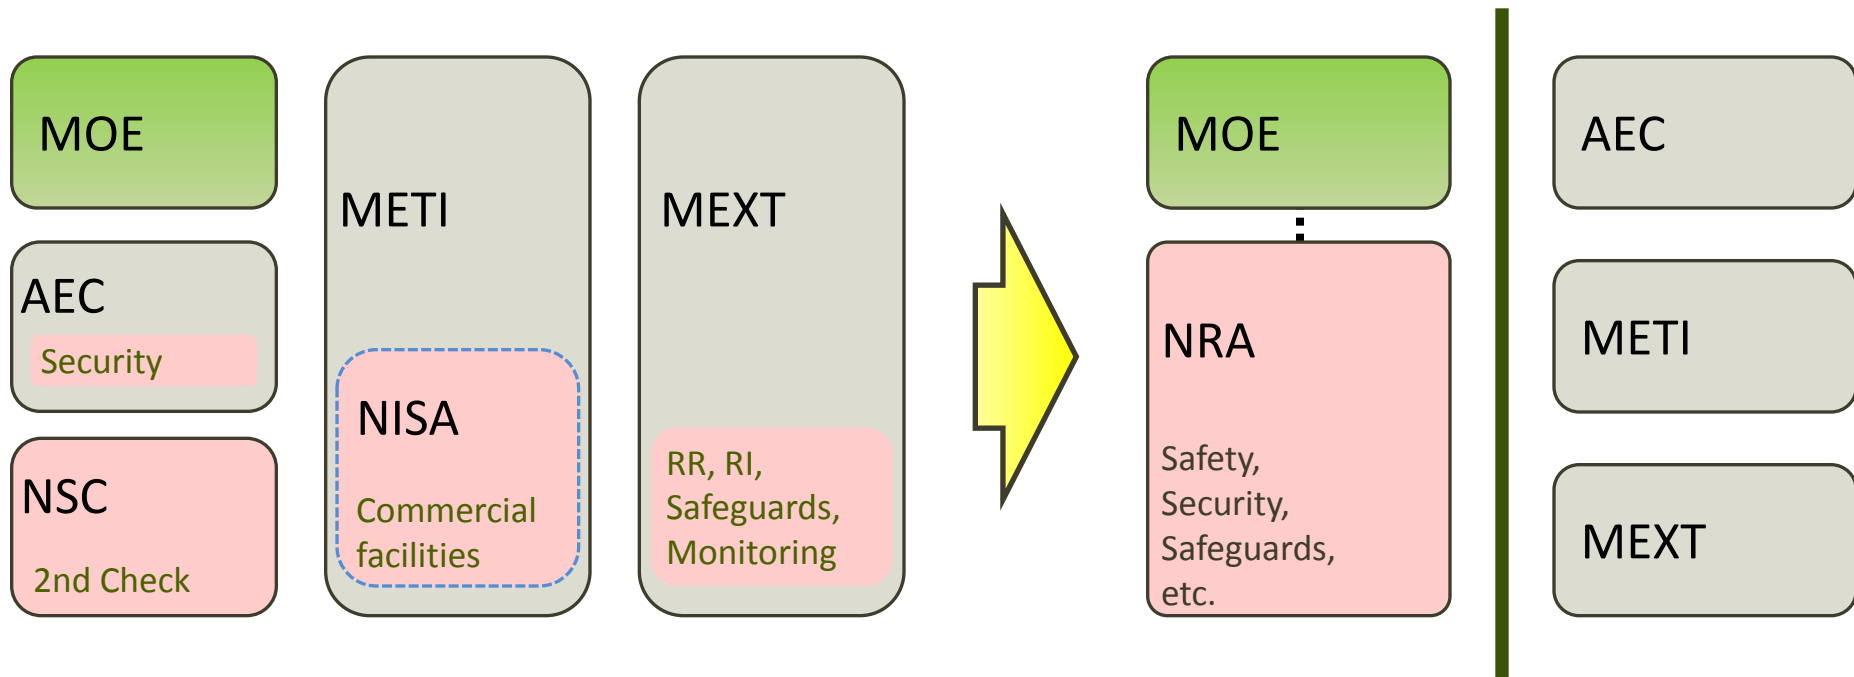 MOE
AEC
Security
NSC
2nd Check
METI
NISA
Commercial
facilities
MEXT
RR, RI,
Safeguards,
Monitoring
MOE
NRA
Safety,
Security,
Safeguards,
etc.
AEC
METI
MEXT